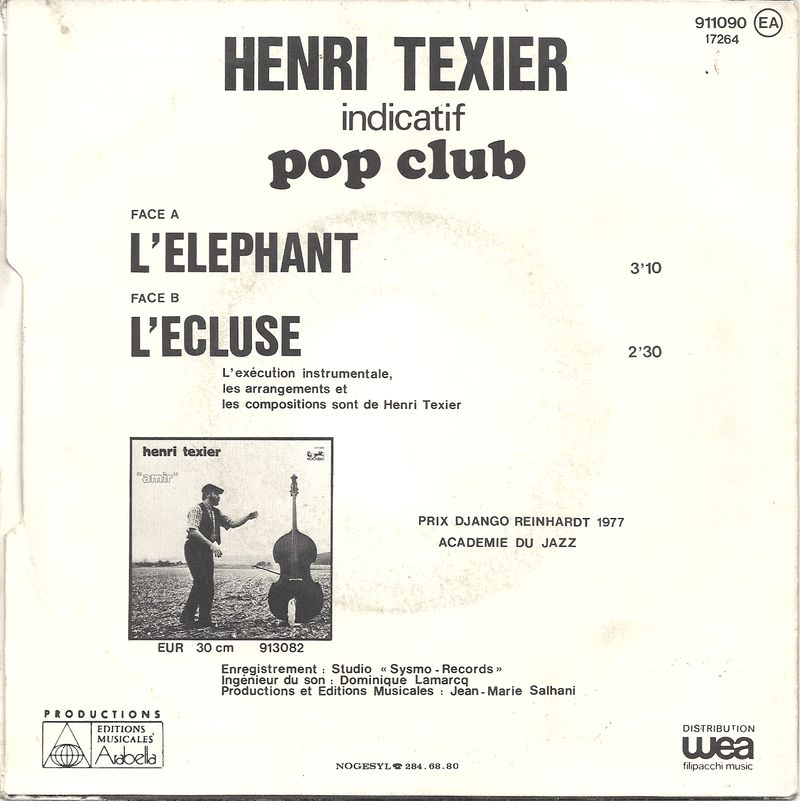 911090 EA
17264
HENRI TEXIER
indicatif
pop club
FACE A
L'ELEPHANT
3'10
FACE B
L'ECLUSE
2'30
L'exécution instrumentale,
les arrangements et
les compositions sont de Henri Texier
henri texier
"amir"
EUR 30 cm 913082
PRIX DJANGO REINHARDT 1977
ACADEMIE DU JAZZ
Enregistrement : Studio « Sysmo-Records »
Ingénieur du son : Dominique Lamarcq
Productions et Editions Musicales : Jean-Marie Salhani
PRODUCTIONS
EDITIONS
MUSICALES
Arabella
NOGESYL ☎ 284.68.80
DISTRIBUTION
wea
filipacchi music